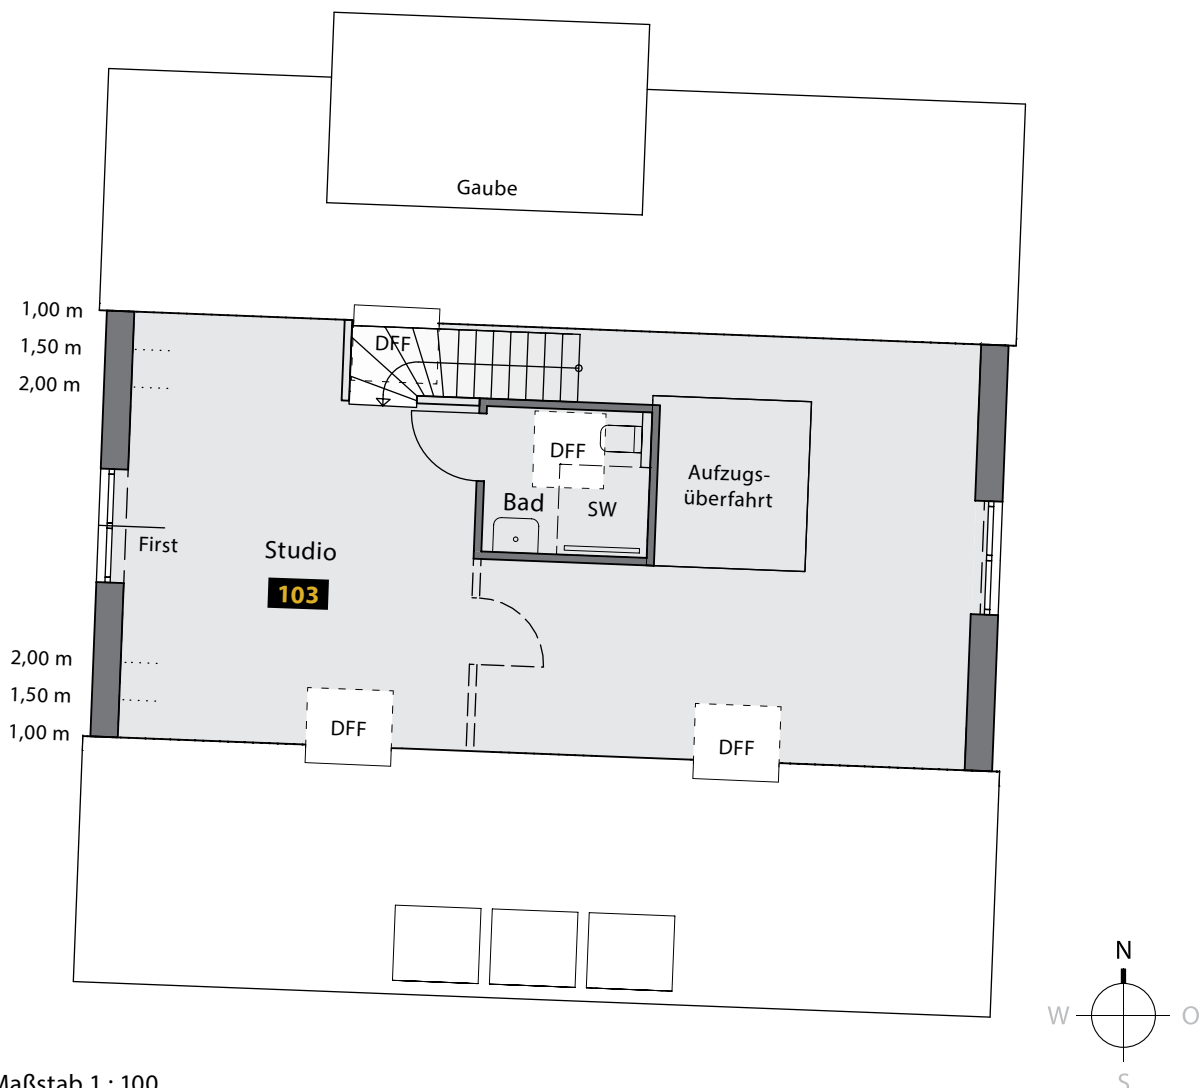 Gaube
1,00 m
1,50 m
2,00 m
DFF
DFF
Bad
SW
Aufzugs-
überfahrt
First
Studio
103
2,00 m
1,50 m
1,00 m
DFF
DFF
N
W
O
S
Maßstab 1 : 100